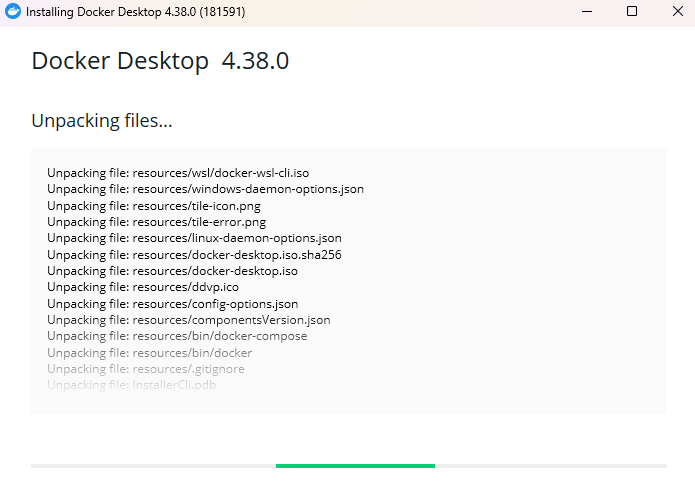 Installing Docker Desktop 4.38.0 (181591)
Docker Desktop 4.38.0
Unpacking files...
Unpacking file: resources/wsl/docker-wsl-cli.iso
Unpacking file: resources/windows-daemon-options.json
Unpacking file: resources/tile-icon.png
Unpacking file: resources/tile-error.png
Unpacking file: resources/linux-daemon-options.json
Unpacking file: resources/docker-desktop.iso.sha256
Unpacking file: resources/docker-desktop.iso
Unpacking file: resources/ddvp.ico
Unpacking file: resources/config-options.json
Unpacking file: resources/componentsVersion.json
Unpacking file: resources/bin/docker-compose
Unpacking file: resources/bin/docker
Unpacking file: resources/.gitignore
Unpacking file: InstallerCli.pdb